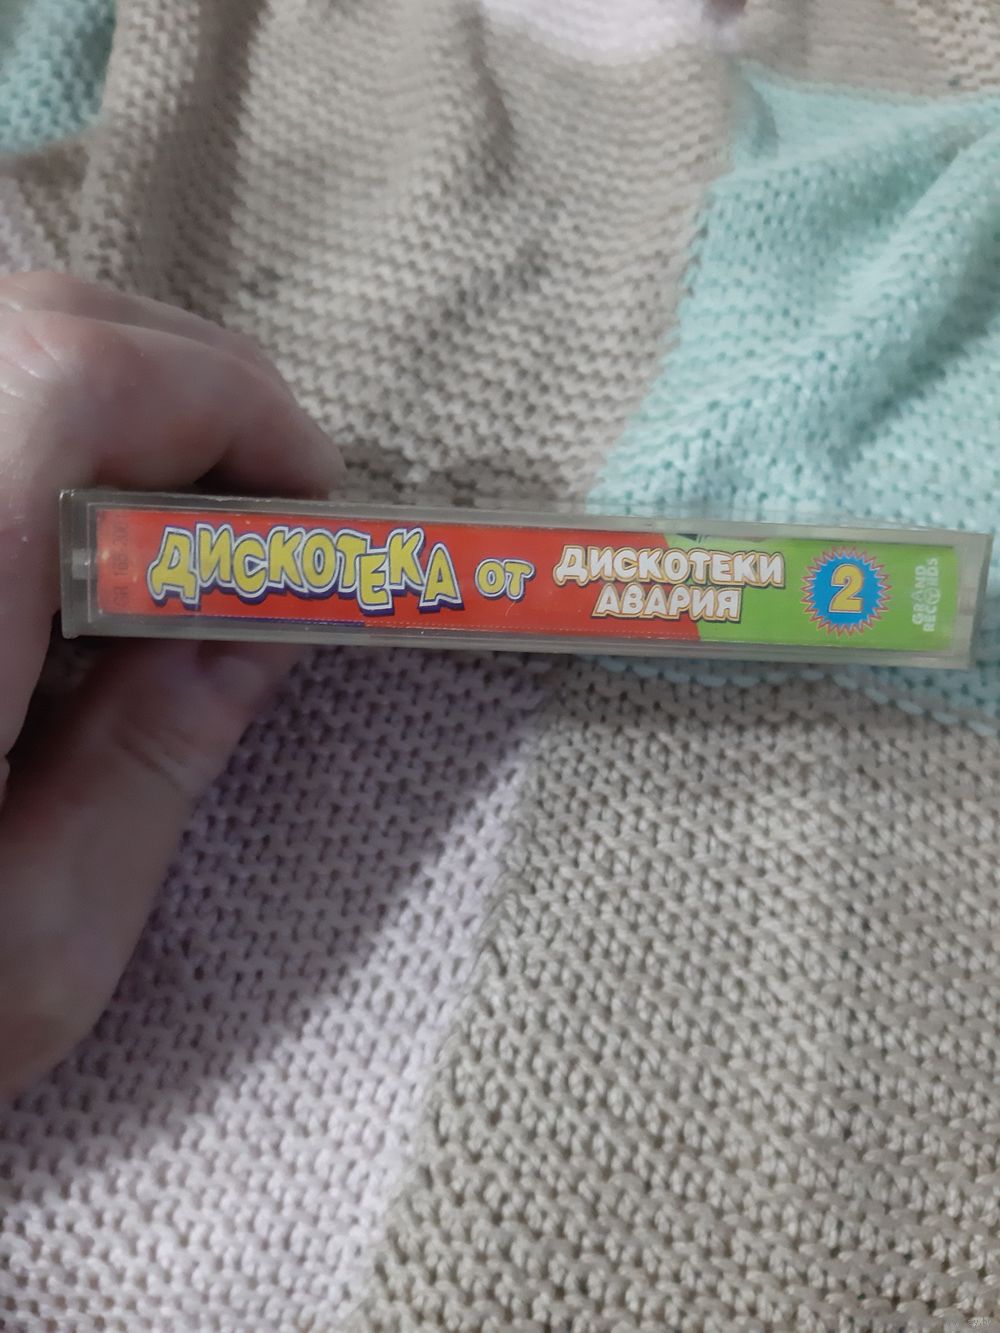 ДИСКОТЕКА ОТ ДИСКОТЕКИ
АВАРИЯ
2
GRAND
RECORDS